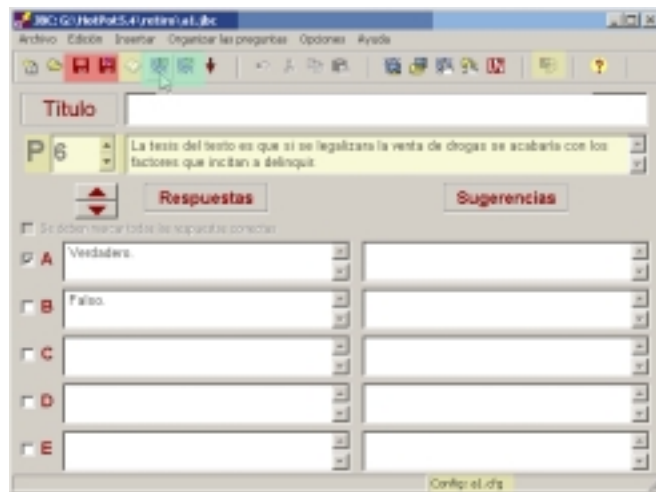 JBC: G:\HotPot5.4\retira\a1.jbc
Archivo Edición Insertar Organizar las preguntas Opciones Ayuda
Título
P 6 La tesis del texto es que si se legalizara la venta de drogas se acabaría con los
factores que incitan a delinquir.
Respuestas Sugerencias
Se deben marcar todas las respuestas correctas
A Verdadero.
B Falso.
C
D
E
Config: a1.cfg